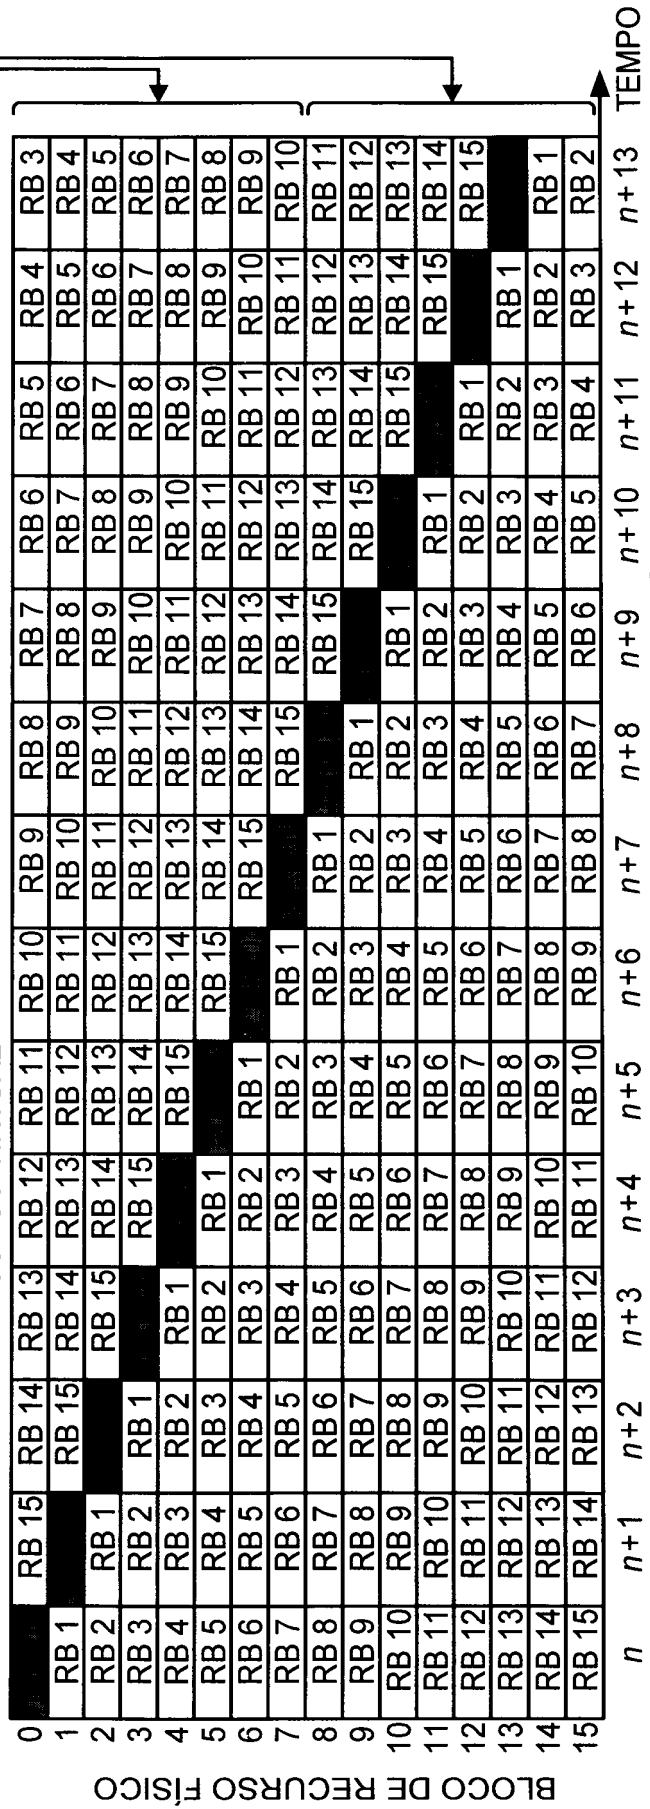 BLOCO DE RECURSO FÍSICO
0 RB 15 RB 14 RB 13 RB 12 RB 11 RB 10 RB 9 RB 8 RB 7 RB 6 RB 5 RB 4 RB 3
1 RB 1 RB 15 RB 14 RB 13 RB 12 RB 11 RB 10 RB 9 RB 8 RB 7 RB 6 RB 5 RB 4
2 RB 2 RB 1 RB 15 RB 14 RB 13 RB 12 RB 11 RB 10 RB 9 RB 8 RB 7 RB 6 RB 5
3 RB 3 RB 2 RB 1 RB 15 RB 14 RB 13 RB 12 RB 11 RB 10 RB 9 RB 8 RB 7 RB 6
4 RB 4 RB 3 RB 2 RB 1 RB 15 RB 14 RB 13 RB 12 RB 11 RB 10 RB 9 RB 8 RB 7
5 RB 5 RB 4 RB 3 RB 2 RB 1 RB 15 RB 14 RB 13 RB 12 RB 11 RB 10 RB 9 RB 8
6 RB 6 RB 5 RB 4 RB 3 RB 2 RB 1 RB 15 RB 14 RB 13 RB 12 RB 11 RB 10 RB 9
7 RB 7 RB 6 RB 5 RB 4 RB 3 RB 2 RB 1 RB 15 RB 14 RB 13 RB 12 RB 11 RB 10
8 RB 8 RB 7 RB 6 RB 5 RB 4 RB 3 RB 2 RB 1 RB 15 RB 14 RB 13 RB 12 RB 11
9 RB 9 RB 8 RB 7 RB 6 RB 5 RB 4 RB 3 RB 2 RB 1 RB 15 RB 14 RB 13 RB 12
10 RB 10 RB 9 RB 8 RB 7 RB 6 RB 5 RB 4 RB 3 RB 2 RB 1 RB 15 RB 14 RB 13
11 RB 11 RB 10 RB 9 RB 8 RB 7 RB 6 RB 5 RB 4 RB 3 RB 2 RB 1 RB 15 RB 14
12 RB 12 RB 11 RB 10 RB 9 RB 8 RB 7 RB 6 RB 5 RB 4 RB 3 RB 2 RB 1 RB 15
13 RB 13 RB 12 RB 11 RB 10 RB 9 RB 8 RB 7 RB 6 RB 5 RB 4 RB 3 RB 2 RB 1
14 RB 14 RB 13 RB 12 RB 11 RB 10 RB 9 RB 8 RB 7 RB 6 RB 5 RB 4 RB 3 RB 2 RB 1
15 RB 15 RB 14 RB 13 RB 12 RB 11 RB 10 RB 9 RB 8 RB 7 RB 6 RB 5 RB 4 RB 3 RB 2
n n+1 n+2 n+3 n+4 n+5 n+6 n+7 n+8 n+9 n+10 n+11 n+12 n+13 TEMPO